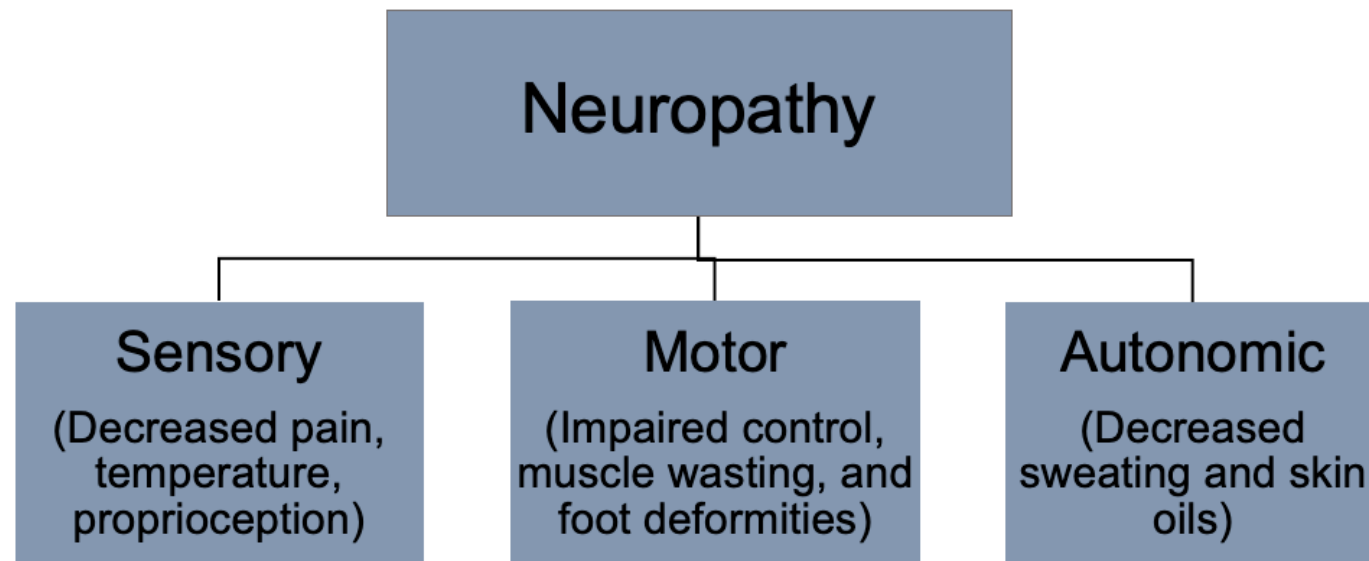 Neuropathy
Sensory
(Decreased pain,
temperature,
proprioception)
Motor
(Impaired control,
muscle wasting, and
foot deformities)
Autonomic
(Decreased
sweating and skin
oils)